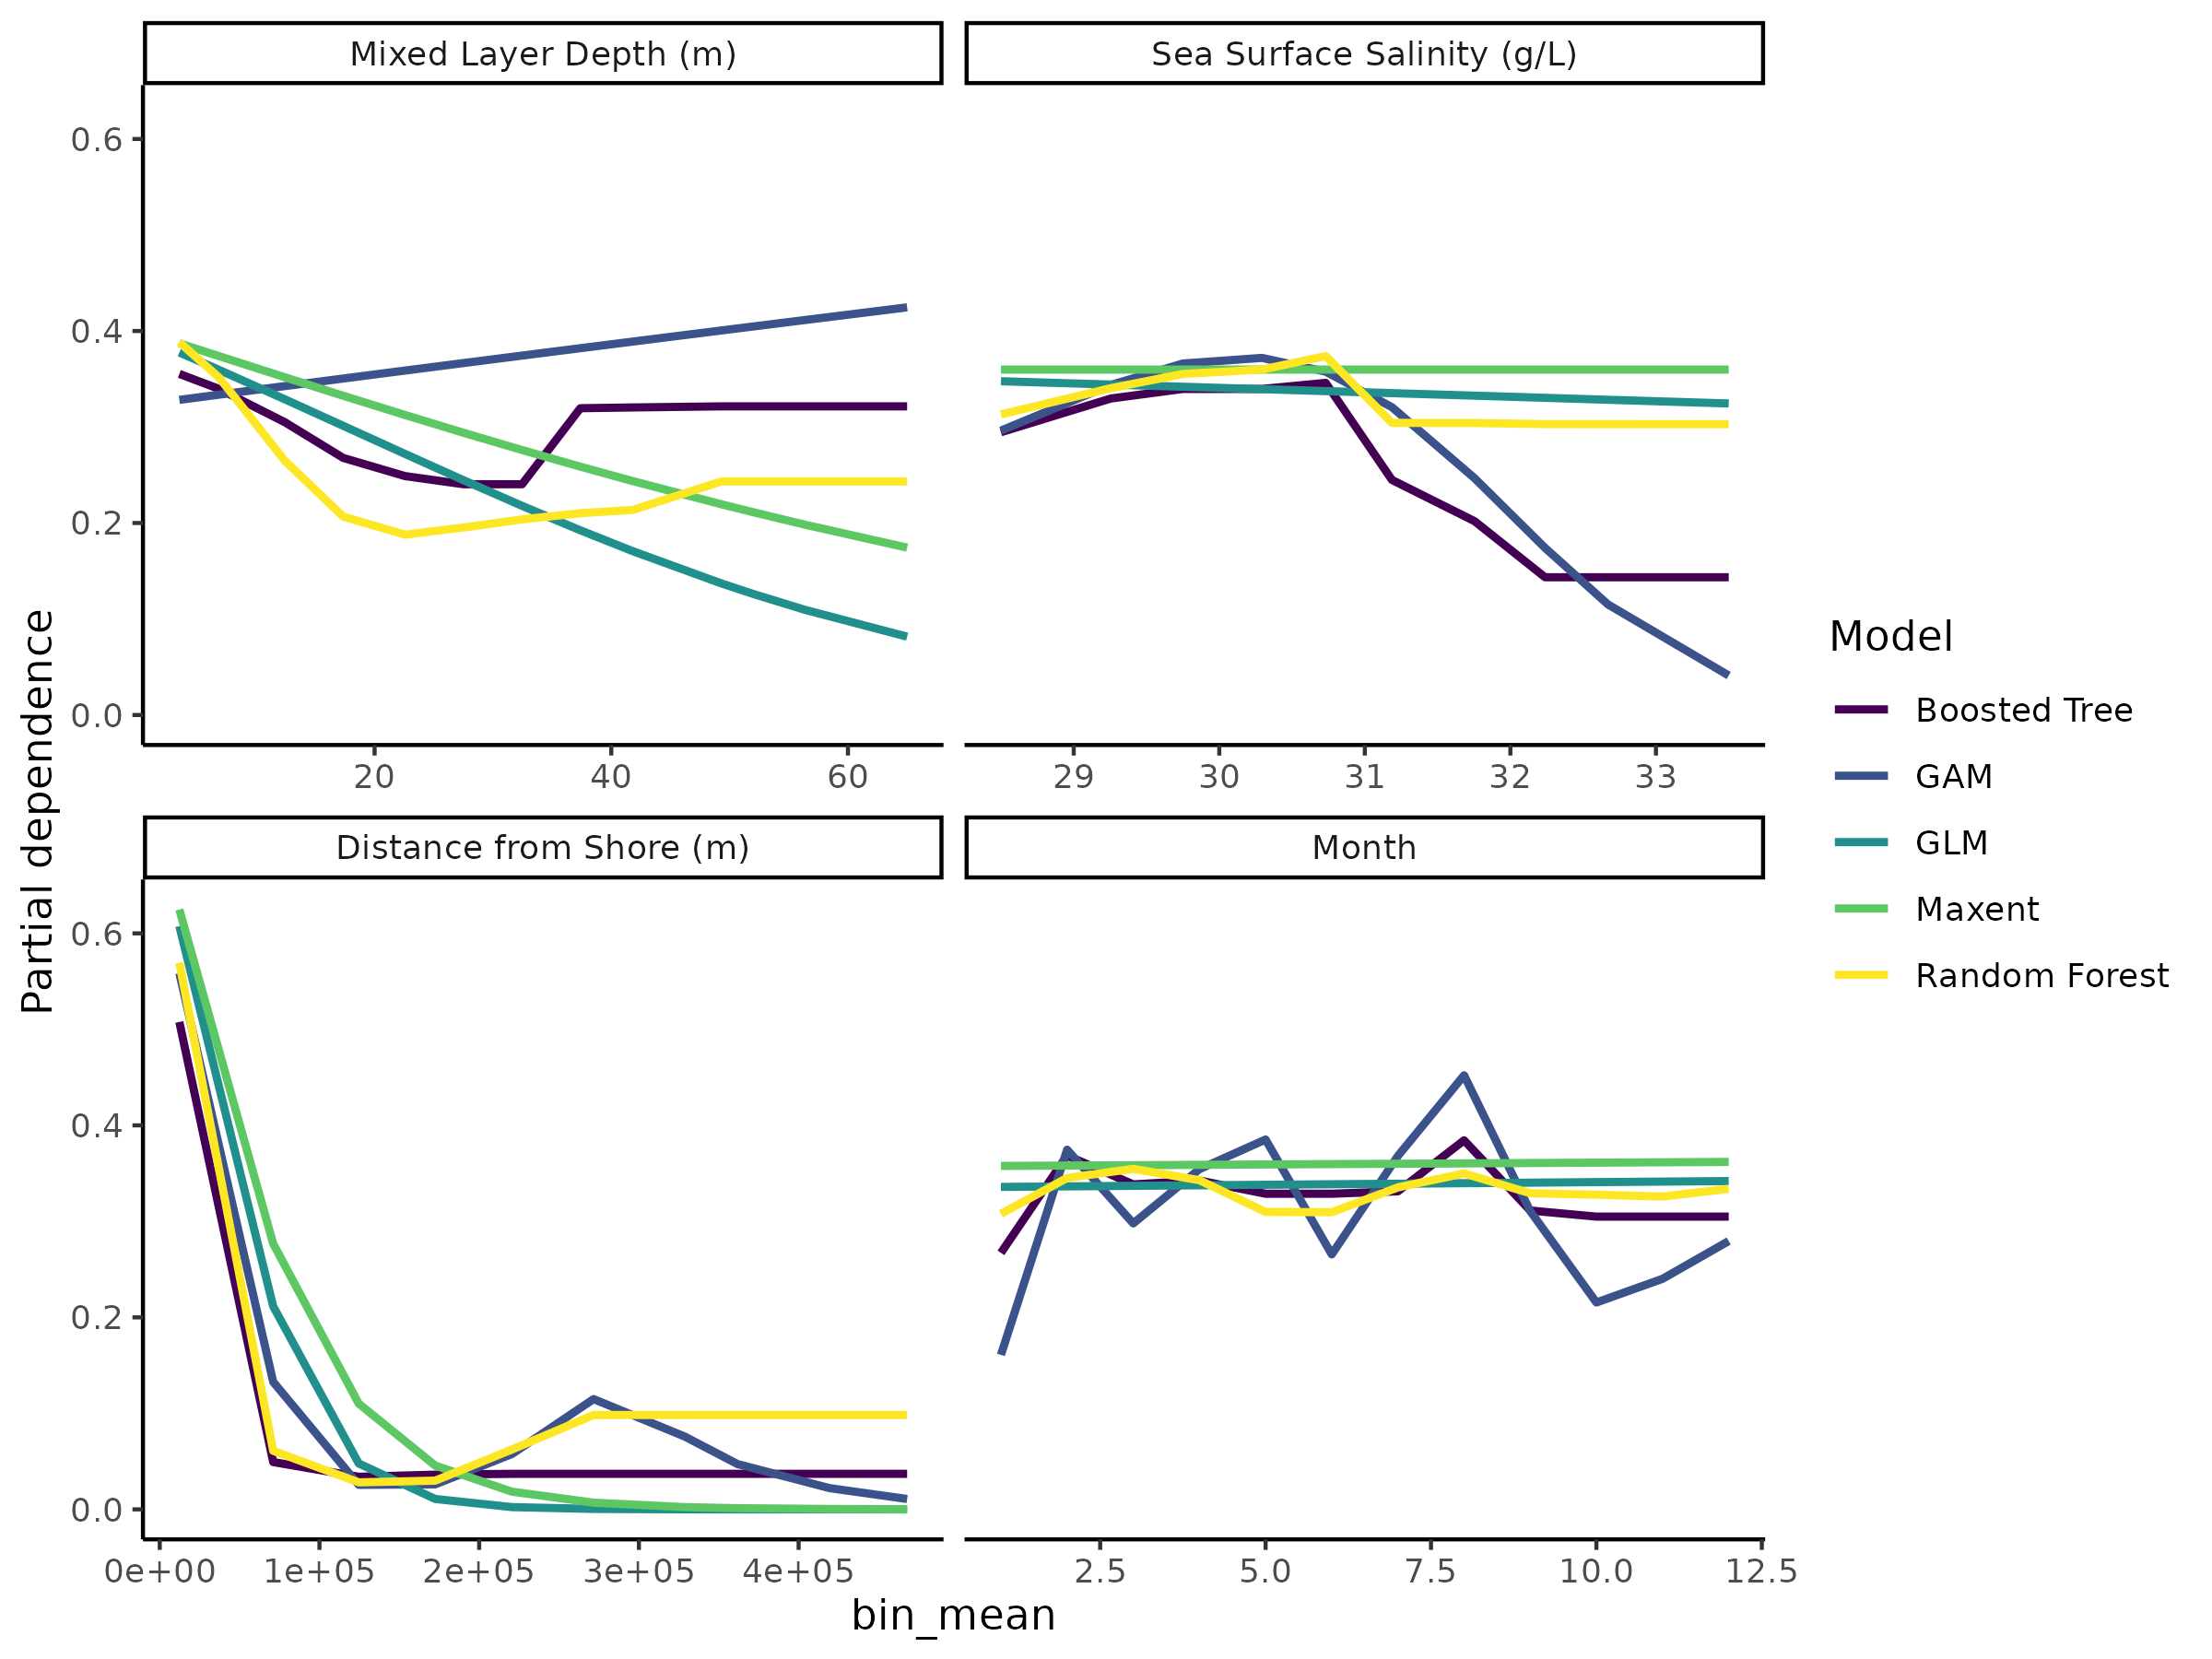 Mixed Layer Depth (m)
Sea Surface Salinity (g/L)
0.6
0.4
0.2
0.0
20
40
60
29
30
31
32
33
Distance from Shore (m)
Month
0.6
0.4
0.2
0.0
0e+00
1e+05
2e+05
3e+05
4e+05
2.5
5.0
7.5
10.0
12.5
bin_mean
Partial dependence
Model
Boosted Tree
GAM
GLM
Maxent
Random Forest